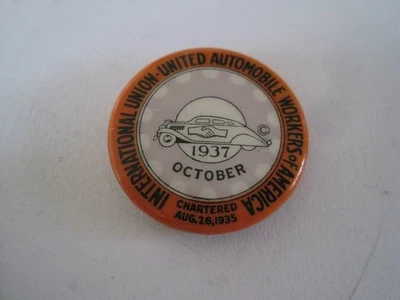 INTERNATIONAL UNION-UNITED AUTOMOBILE WORKERS of AMERICA
©
1937
OCTOBER
CHARTERED
AUG. 26, 1935